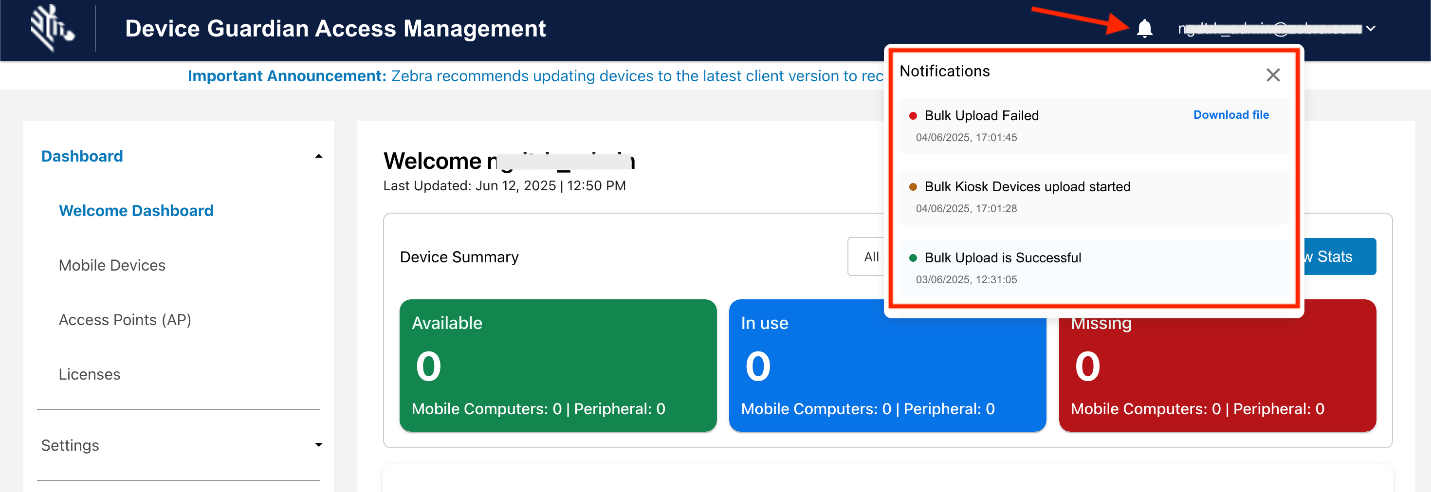 Device Guardian Access Management
Important Announcement: Zebra recommends updating devices to the latest client version to rec
Notifications
Bulk Upload Failed
Download file
04/06/2025, 17:01:45
Bulk Kiosk Devices upload started
04/06/2025, 17:01:28
Bulk Upload is Successful
03/06/2025, 12:31:05
Dashboard
Welcome Dashboard
Mobile Devices
Access Points (AP)
Licenses
Settings
Welcome
Last Updated: Jun 12, 2025 | 12:50 PM
Device Summary
All
Stats
Available
0
Mobile Computers: 0 | Peripheral: 0
In use
0
Mobile Computers: 0 | Peripheral: 0
Missing
0
Mobile Computers: 0 | Peripheral: 0